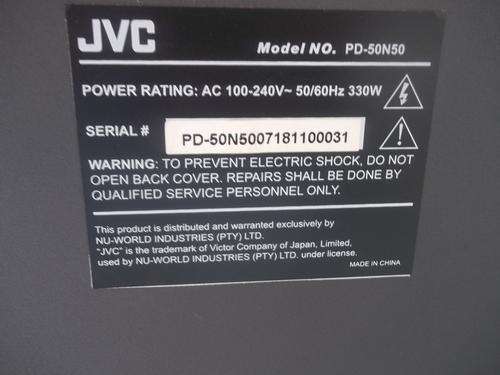 JVC
Model NO. PD-50N50
POWER RATING: AC 100-240V~ 50/60Hz 330W
SERIAL # PD-50N5007181100031
WARNING: TO PREVENT ELECTRIC SHOCK, DO NOT
OPEN BACK COVER. REPAIRS SHALL BE DONE BY
QUALIFIED SERVICE PERSONNEL ONLY.
This product is distributed and warranted exclusively by
NU-WORLD INDUSTRIES (PTY) LTD.
"JVC" is the trademark of Victor Company of Japan, Limited,
used by NU-WORLD INDUSTRIES (PTY) LTD. under license.
MADE IN CHINA